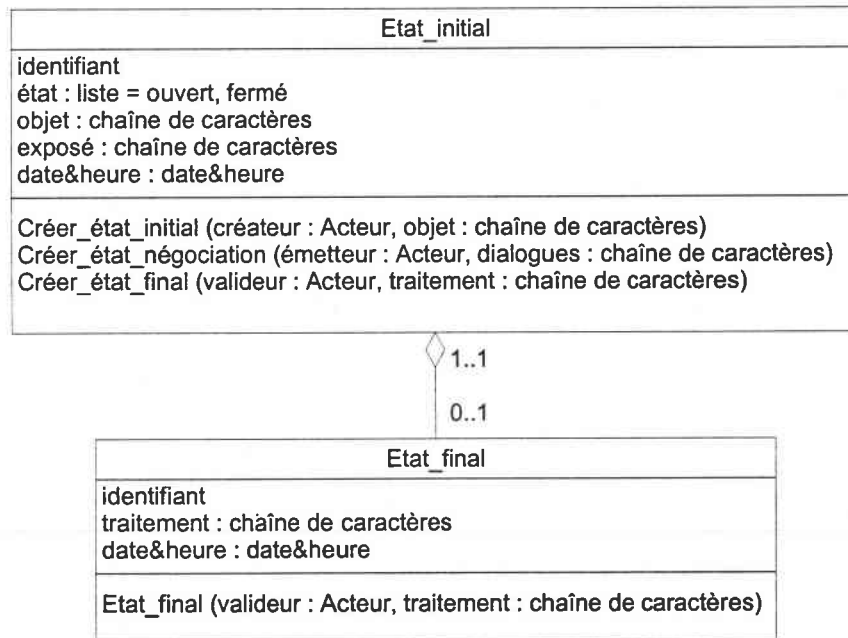 Etat_initial
identifiant
état : liste = ouvert, fermé
objet : chaîne de caractères
exposé : chaîne de caractères
date&heure : date&heure
Créer_état_initial (créateur : Acteur, objet : chaîne de caractères)
Créer_état_négociation (émetteur : Acteur, dialogues : chaîne de caractères)
Créer_état_final (valideur : Acteur, traitement : chaîne de caractères)
1..1
0..1
Etat_final
identifiant
traitement : chaîne de caractères
date&heure : date&heure
Etat_final (valideur : Acteur, traitement : chaîne de caractères)